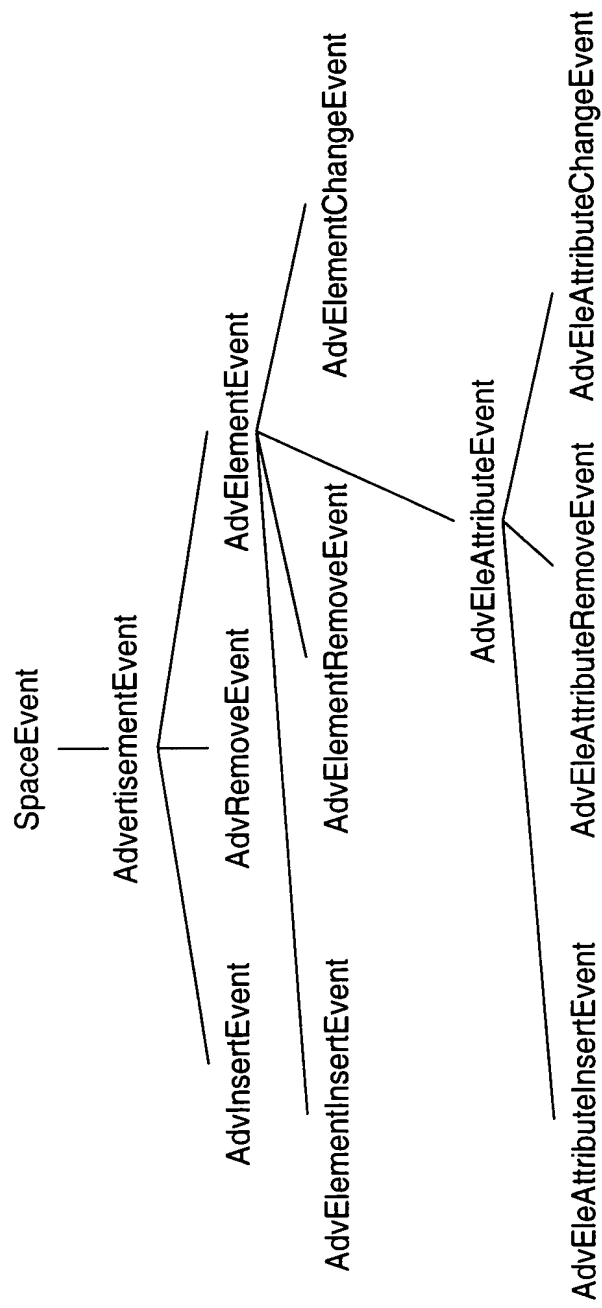 SpaceEvent
AdvertisementEvent
AdvInsertEvent
AdvRemoveEvent
AdvElementEvent
AdvElementInsertEvent
AdvElementRemoveEvent
AdvElementChangeEvent
AdvEleAttributeEvent
AdvEleAttributeInsertEvent
AdvEleAttributeRemoveEvent
AdvEleAttributeChangeEvent